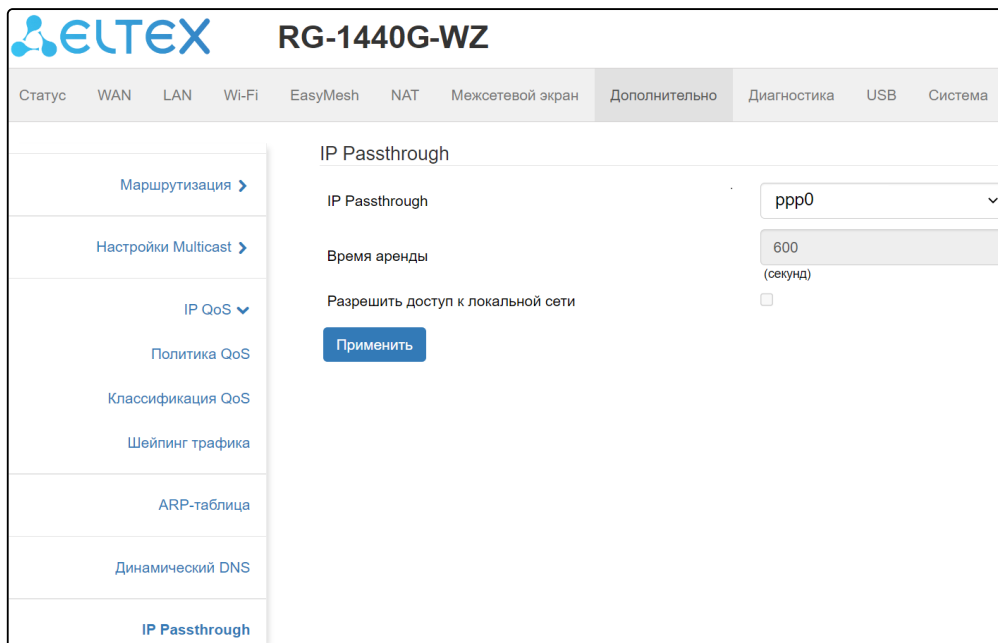 ELTEX RG-1440G-WZ
Статус WAN LAN Wi-Fi EasyMesh NAT Межсетевой экран Дополнительно Диагностика USB Система
IP Passthrough
Маршрутизация
IP Passthrough ppp0
Настройки Multicast
Время аренды 600
(секунд)
Разрешить доступ к локальной сети
IP QoS
Применить
Политика QoS
Классификация QoS
Шейпинг трафика
ARP-таблица
Динамический DNS
IP Passthrough